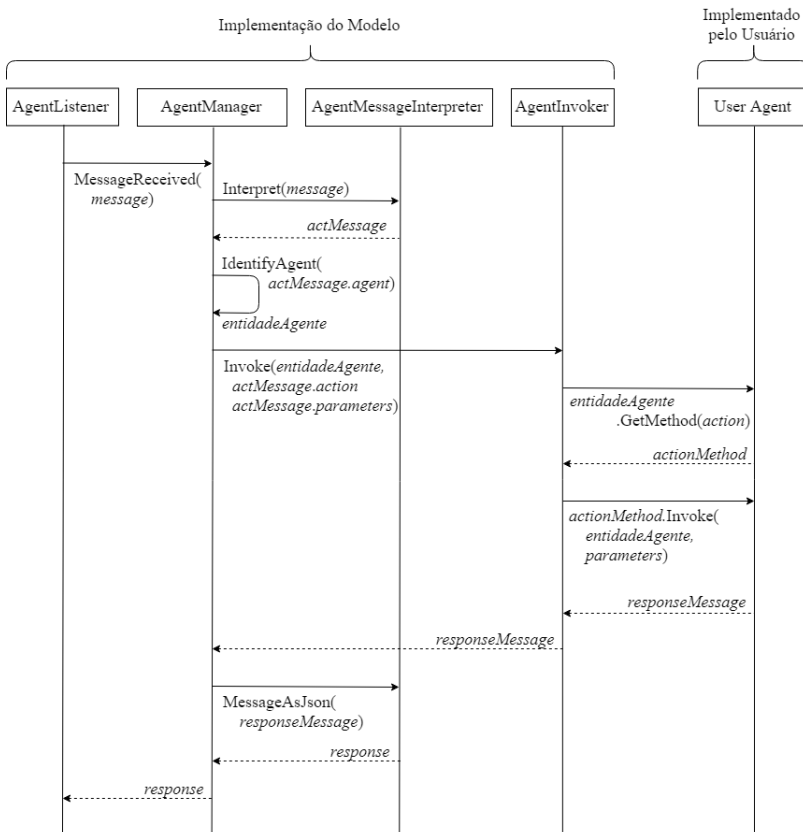 Implementação do Modelo
Implementado
pelo Usuário
AgentListener
AgentManager
AgentMessageInterpreter
AgentInvoker
User Agent
MessageReceived(
message)
Interpret(message)
actMessage
IdentifyAgent(
actMessage.agent)
entidadeAgente
Invoke(entidadeAgente,
actMessage.action
actMessage.parameters)
entidadeAgente
.GetMethod(action)
actionMethod
actionMethod.Invoke(
entidadeAgente,
parameters)
responseMessage
responseMessage
MessageAsJson(
responseMessage)
response
response